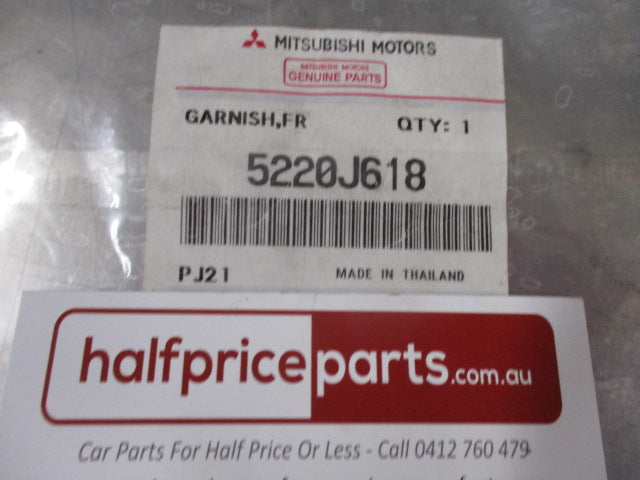 MITSUBISHI MOTORS
MITSUBISHI MOTORS
GENUINE PARTS
GARNISH,FR QTY: 1
5220J618
PJ21 MADE IN THAILAND
halfpriceparts.com.au
Car Parts For Half Price Or Less - Call 0412 760 479